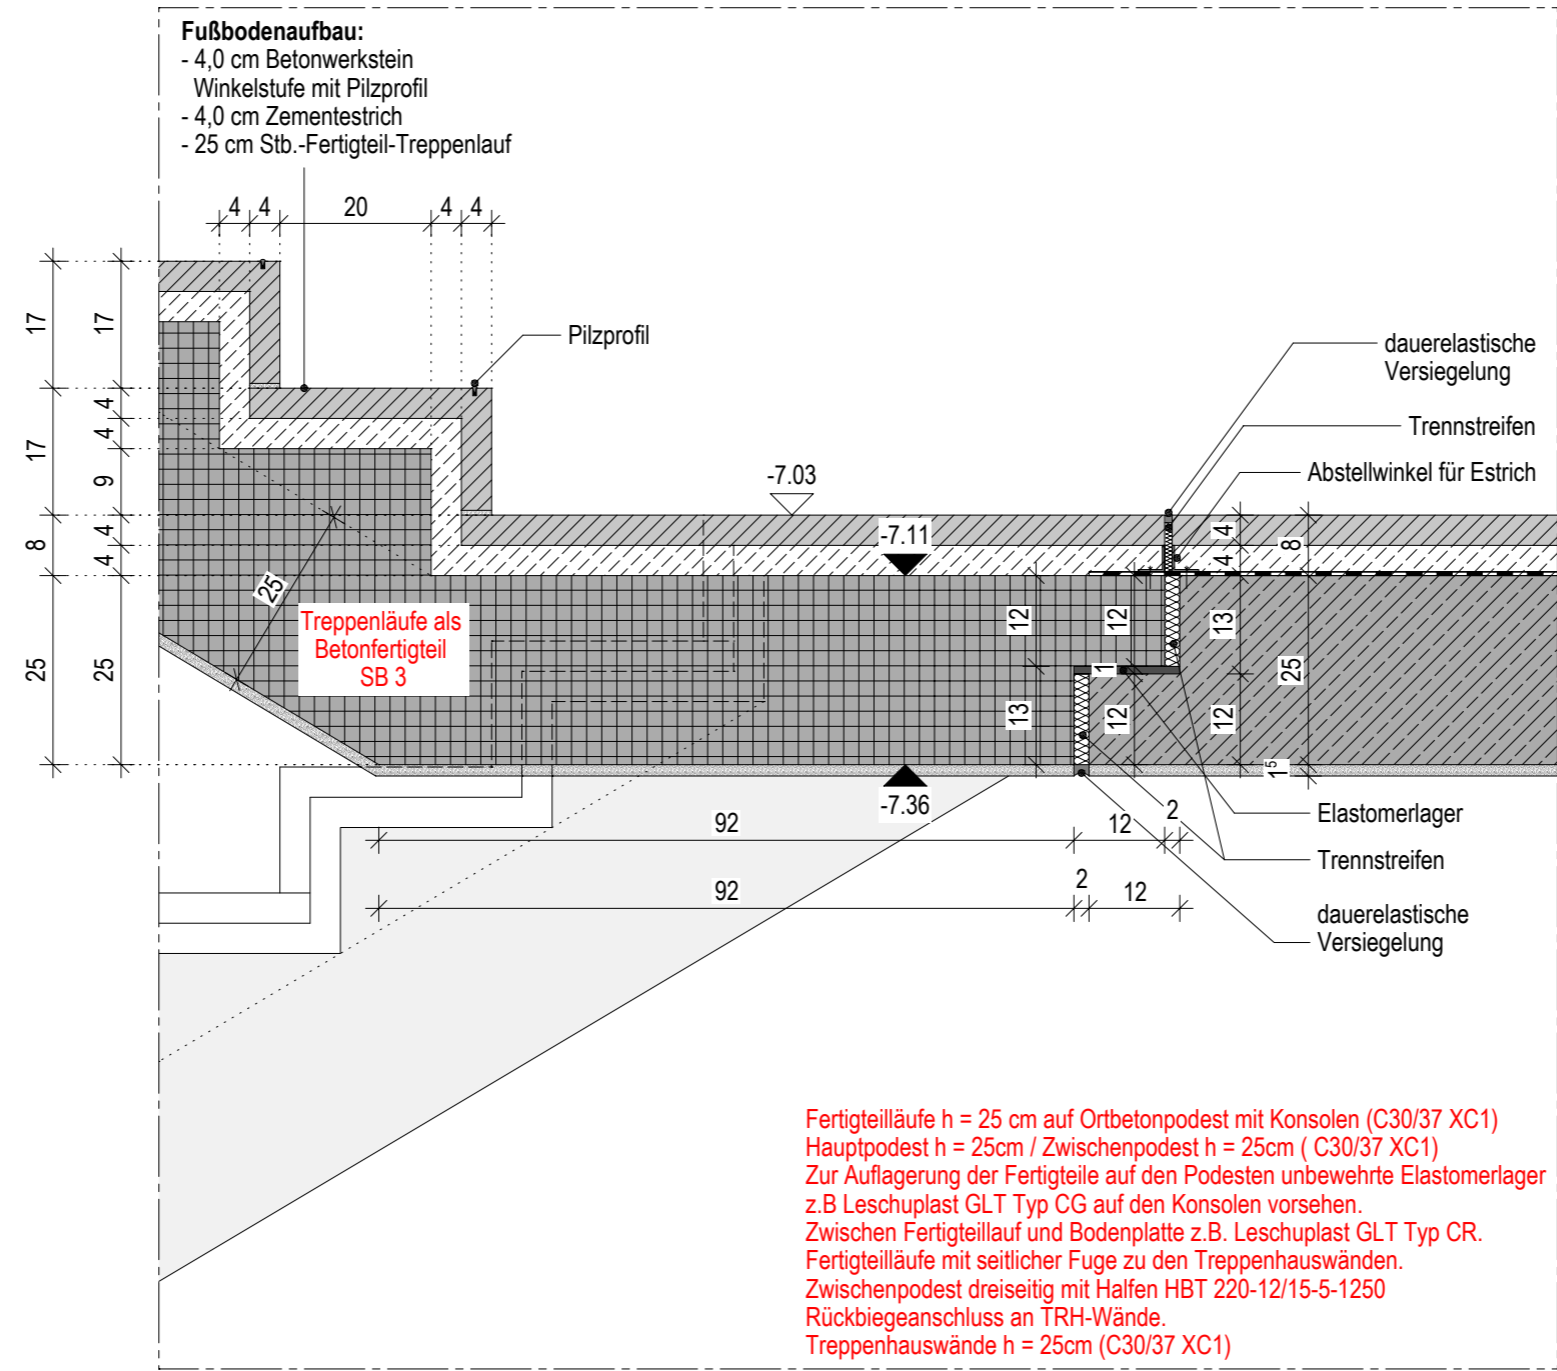 Fußbodenaufbau:
- 4,0 cm Betonwerkstein
Winkelstufe mit Pilzprofil
- 4,0 cm Zementestrich
- 25 cm Stb.-Fertigteil-Treppenlauf
4 4 20 4 4
17 17
Pilzprofil
dauerelastische
Versiegelung
4
4
17
9
Trennstreifen
Abstellwinkel für Estrich
-7.03
8
4
4
-7.11
4
4
8
25
25
25
Treppenläufe als
Betonfertigteil
SB 3
12
12
13
1
25
13
12
12
1⁵
-7.36
Elastomerlager
92 12 2
Trennstreifen
92 2 12
dauerelastische
Versiegelung
Fertigteilläufe h = 25 cm auf Ortbetonpodest mit Konsolen (C30/37 XC1)
Hauptpodest h = 25cm / Zwischenpodest h = 25cm ( C30/37 XC1)
Zur Auflagerung der Fertigteile auf den Podesten unbewehrte Elastomerlager
z.B Leschuplast GLT Typ CG auf den Konsolen vorsehen.
Zwischen Fertigteillauf und Bodenplatte z.B. Leschuplast GLT Typ CR.
Fertigteilläufe mit seitlicher Fuge zu den Treppenhauswänden.
Zwischenpodest dreiseitig mit Halfen HBT 220-12/15-5-1250
Rückbiegeanschluss an TRH-Wände.
Treppenhauswände h = 25cm (C30/37 XC1)